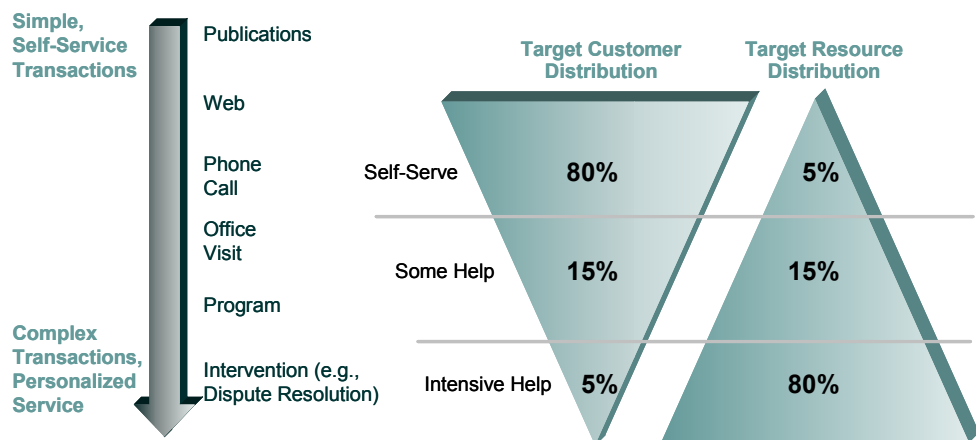 Simple,
Self-Service
Transactions
Publications
Web
Phone
Call
Office
Visit
Program
Complex
Transactions,
Personalized
Service
Intervention (e.g.,
Dispute Resolution)
Target Customer
Distribution
Target Resource
Distribution
Self-Serve 80% 5%
Some Help 15% 15%
Intensive Help 5% 80%